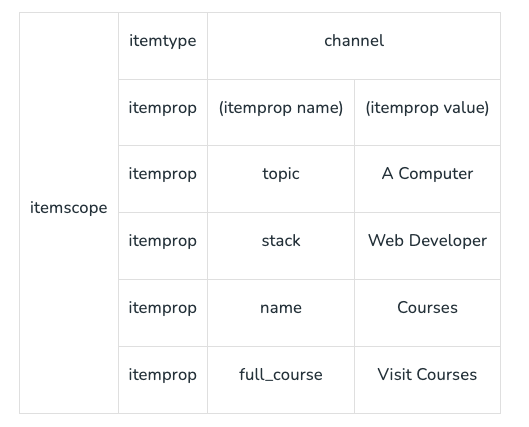 itemtype channel
itemprop (itemprop name) (itemprop value)
itemprop topic A Computer
itemscope
itemprop stack Web Developer
itemprop name Courses
itemprop full_course Visit Courses